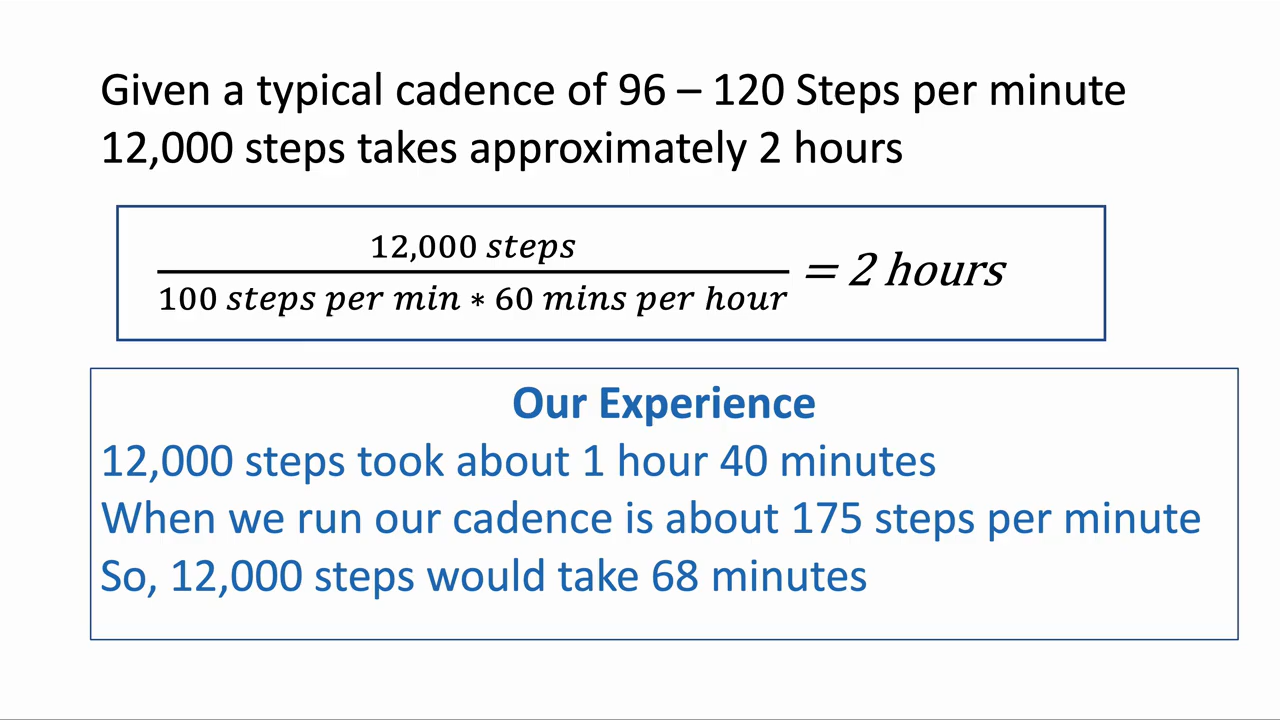 Given a typical cadence of 96 – 120 Steps per minute
12,000 steps takes approximately 2 hours
12,000 steps
100 steps per min * 60 mins per hour
= 2 hours
Our Experience
12,000 steps took about 1 hour 40 minutes
When we run our cadence is about 175 steps per minute
So, 12,000 steps would take 68 minutes